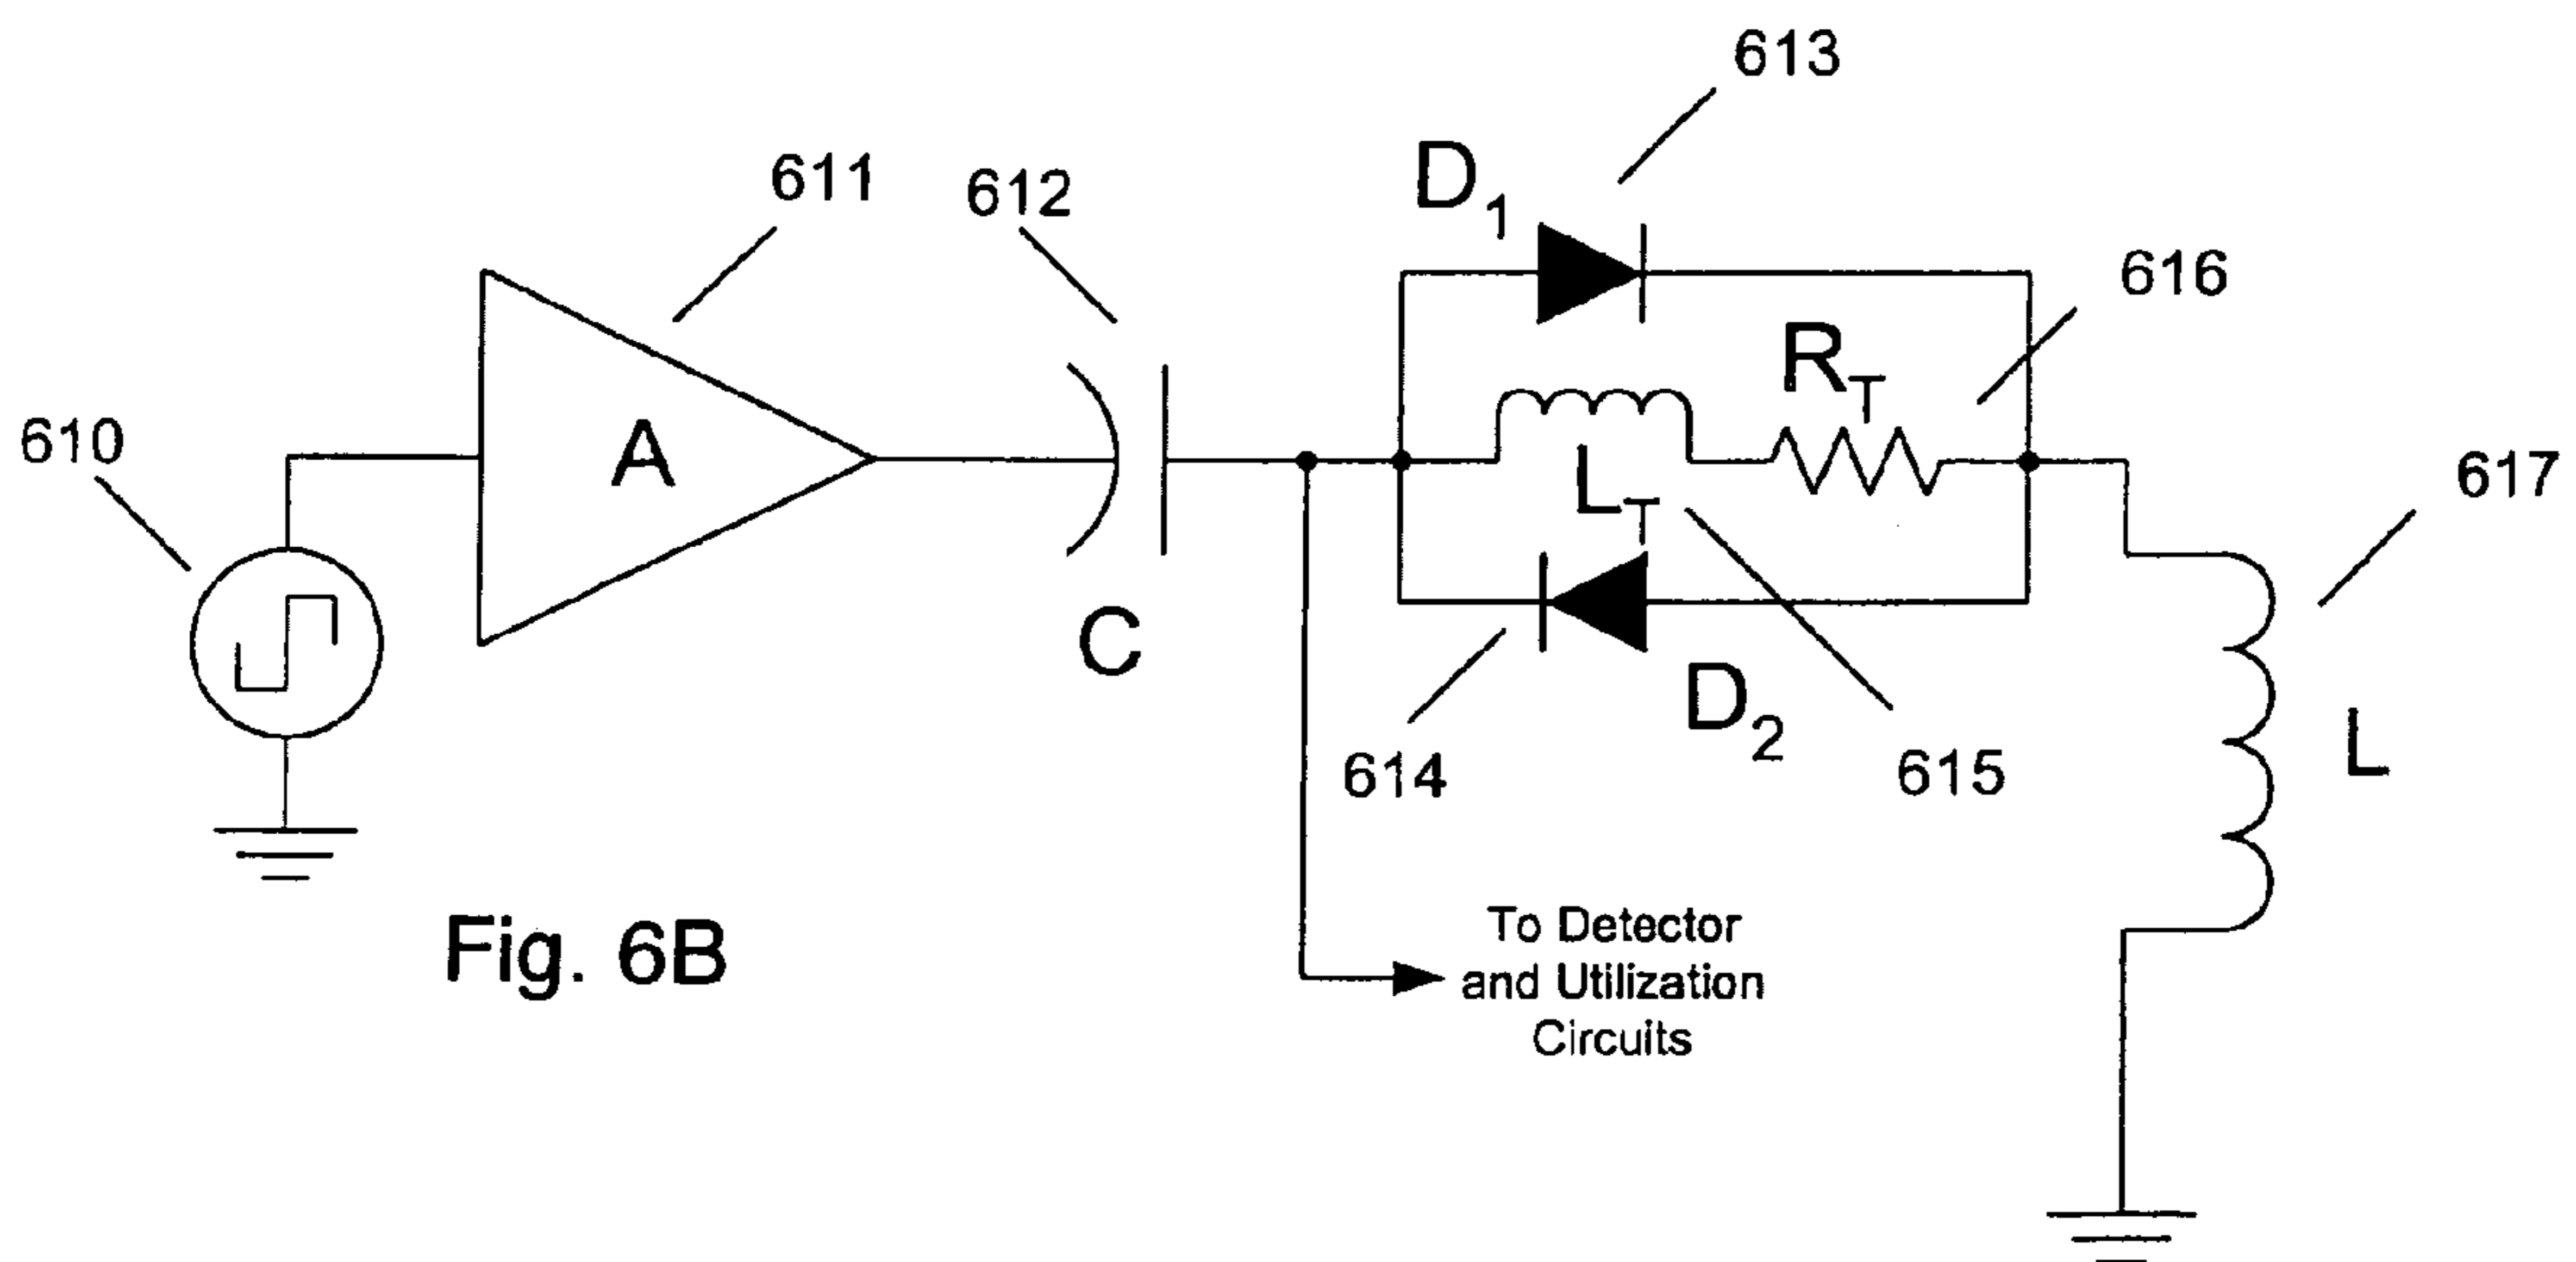 613
D1
611
612
616
RT
610
A
LT
617
C
D2
614
615
L
Fig. 6B
To Detector
and Utilization
Circuits